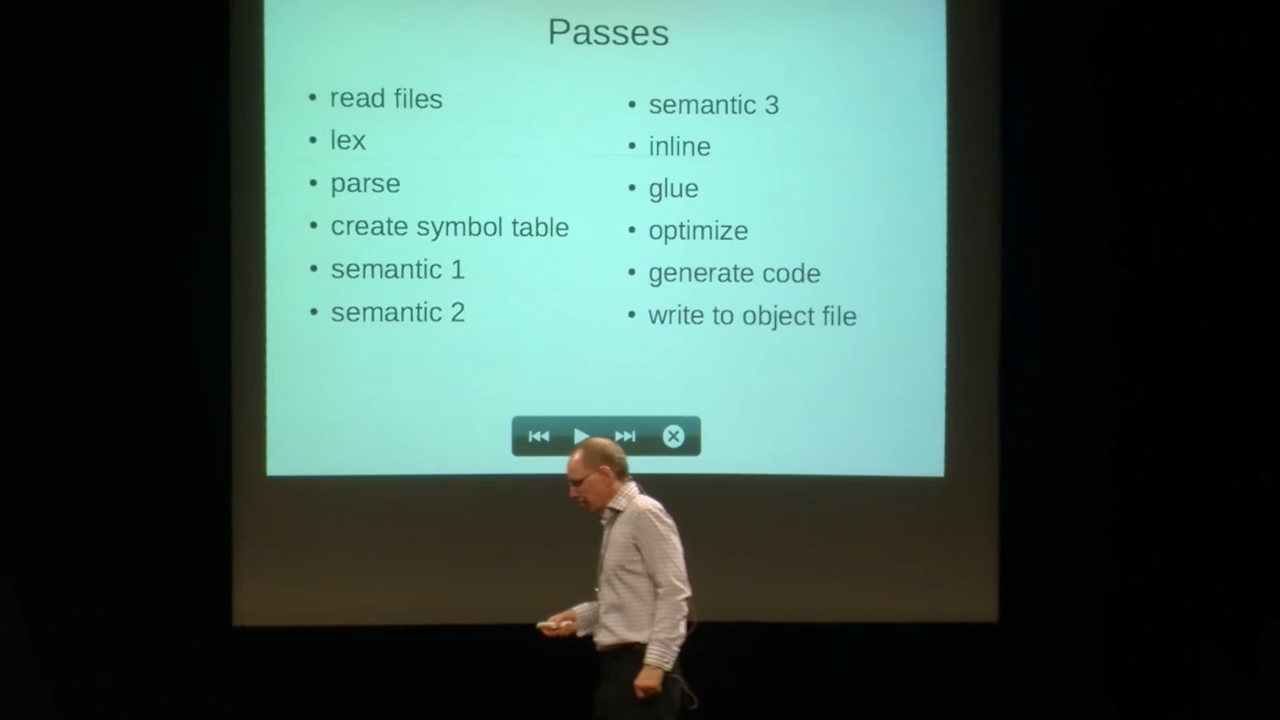 Passes
• read files
• lex
• parse
• create symbol table
• semantic 1
• semantic 2
• semantic 3
• inline
• glue
• optimize
• generate code
• write to object file